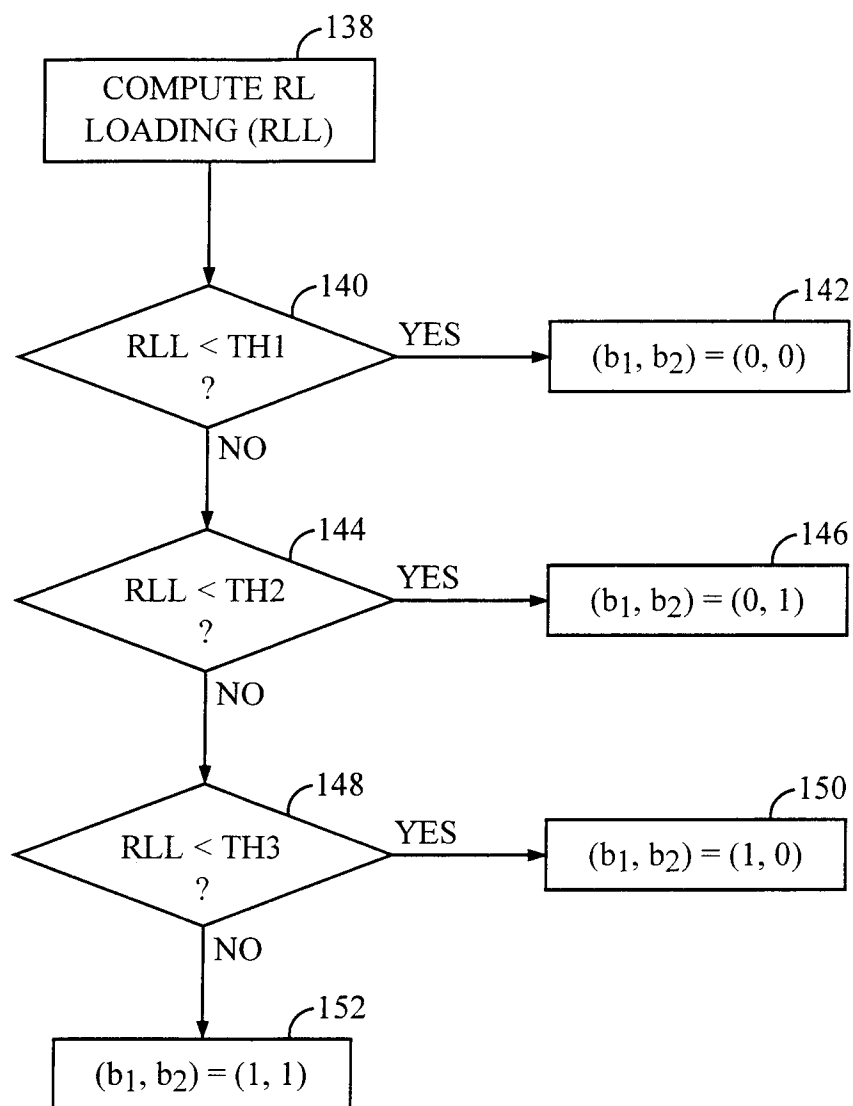 138
COMPUTE RL
LOADING (RLL)
140
RLL < TH1
?
YES
142
(b₁, b₂) = (0, 0)
NO
144
RLL < TH2
?
YES
146
(b₁, b₂) = (0, 1)
NO
148
RLL < TH3
?
YES
150
(b₁, b₂) = (1, 0)
NO
152
(b₁, b₂) = (1, 1)